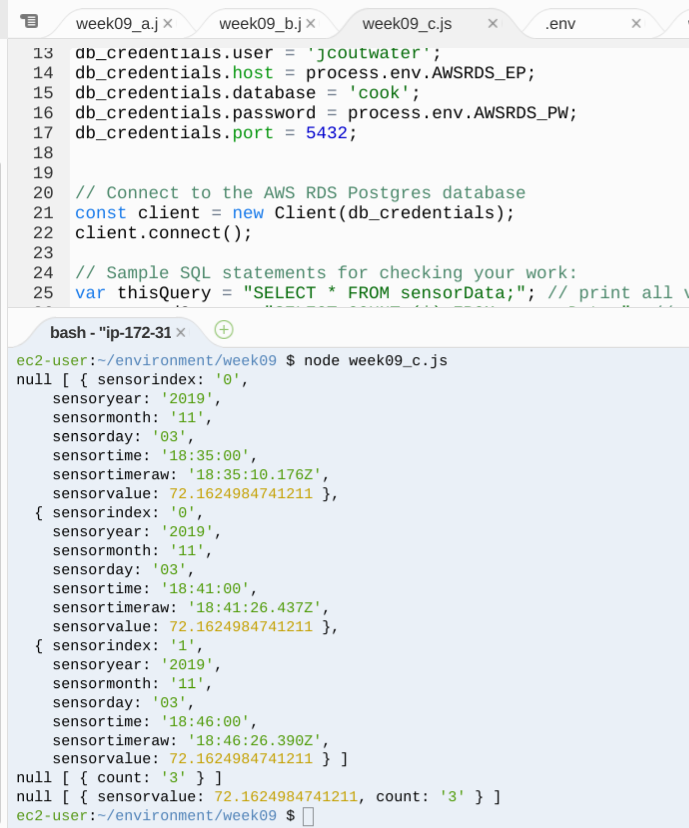 week09_a.j
week09_b.j
week09_c.js
.env
13 db_credentials.user = 'jcoutwater';
14 db_credentials.host = process.env.AWSRDS_EP;
15 db_credentials.database = 'cook';
16 db_credentials.password = process.env.AWSRDS_PW;
17 db_credentials.port = 5432;
18
19
20 // Connect to the AWS RDS Postgres database
21 const client = new Client(db_credentials);
22 client.connect();
23
24 // Sample SQL statements for checking your work:
25 var thisQuery = "SELECT * FROM sensorData;"; // print all
bash - "ip-172-31
ec2-user:~/environment/week09 $ node week09_c.js
null [ { sensorindex: '0',
sensoryear: '2019',
sensormonth: '11',
sensorday: '03',
sensortime: '18:35:00',
sensortimeraw: '18:35:10.176Z',
sensorvalue: 72.1624984741211 },
{ sensorindex: '0',
sensoryear: '2019',
sensormonth: '11',
sensorday: '03',
sensortime: '18:41:00',
sensortimeraw: '18:41:26.437Z',
sensorvalue: 72.1624984741211 },
{ sensorindex: '1',
sensoryear: '2019',
sensormonth: '11',
sensorday: '03',
sensortime: '18:46:00',
sensortimeraw: '18:46:26.390Z',
sensorvalue: 72.1624984741211 } ]
null [ { count: '3' } ]
null [ { sensorvalue: 72.1624984741211, count: '3' } ]
ec2-user:~/environment/week09 $